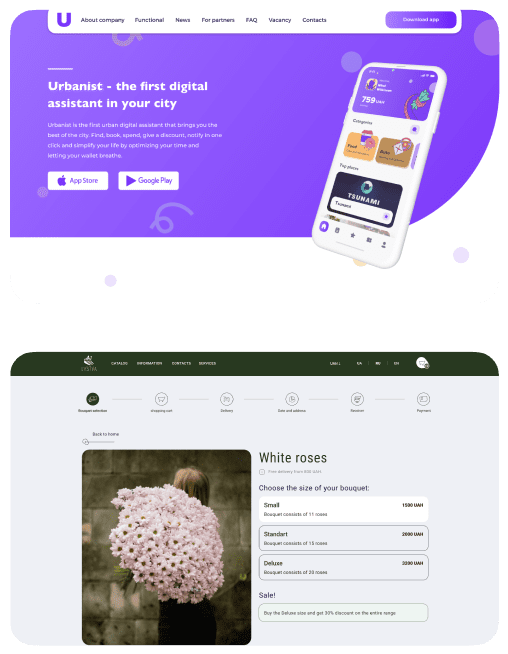 U
About company
Functional
News
For partners
FAQ
Vacancy
Contacts
Download app
Urbanist - the first digital
assistant in your city
Urbanist is the first urban digital assistant that brings you the
best of the city. Find, book, spend, give a discount, notify in one
click and simplify your life by optimizing your time and
letting your wallet breathe.
App Store
Google Play
759 UAH
Categories
Food
Top places
TSUNAMI
Tsunami
CATALOG
INFORMATION
CONTACTS
SERVICES
UAH
UA
RU
EN
Bouquet selection
shopping cart
Delivery
Date and address
Receiver
Payment
Back to home
White roses
Free delivery from 800 UAH
Choose the size of your bouquet:
Small
1500 UAH
Bouquet consists of 11 roses
Standart
2000 UAH
Bouquet consists of 15 roses
Deluxe
3200 UAH
Bouquet consists of 20 roses
Sale!
Buy the Deluxe size and get 30% discount on the entire range